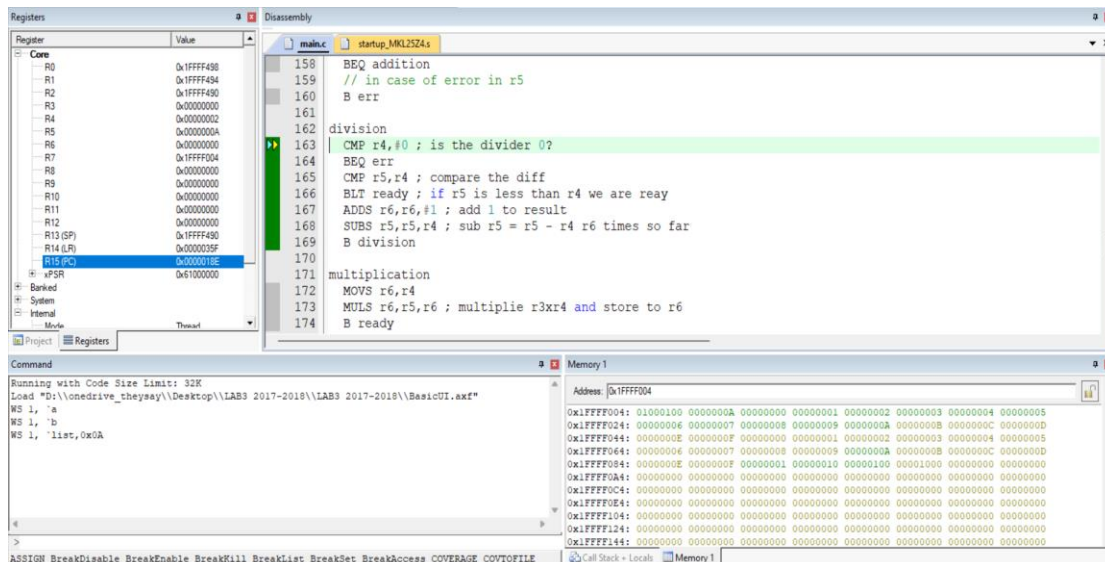 Registers
Register Value
Core
R0 0x1FFFF498
R1 0x1FFFF494
R2 0x1FFFF490
R3 0x00000000
R4 0x00000002
R5 0x0000000A
R6 0x00000000
R7 0x1FFFF004
R8 0x00000000
R9 0x00000000
R10 0x00000000
R11 0x00000000
R12 0x00000000
R13 (SP) 0x1FFFF490
R14 (LR) 0x0000035F
R15 (PC) 0x0000018E
xPSR 0x61000000
Banked
System
Internal
Mode Thread
Project Registers
Disassembly
main.c startup_MKL25Z4.s
158 BEQ addition
159 // in case of error in r5
160 B err
161
162 division
163 CMP r4,#0 ; is the divider 0?
164 BEQ err
165 CMP r5,r4 ; compare the diff
166 BLT ready ; if r5 is less than r4 we are reay
167 ADDS r6,r6,#1 ; add 1 to result
168 SUBS r5,r5,r4 ; sub r5 = r5 - r4 r6 times so far
169 B division
170
171 multiplication
172 MOVS r6,r4
173 MULS r6,r5,r6 ; multiplie r3xr4 and store to r6
174 B ready
Command
Running with Code Size Limit: 32K
Load "D:\\onedrive_theysay\\Desktop\\LAB3 2017-2018\\LAB3 2017-2018\\BasicUI.axf"
WS 1, `a
WS 1, `b
WS 1, `list,0x0A
>
ASSIGN BreakDisable BreakEnable BreakKill BreakList BreakSet BreakAccess COVERAGE COVTOFILE
Memory 1
Address: 0x1FFFF004
0x1FFFF004: 01000100 0000000A 00000000 00000001 00000002 00000003 00000004 00000005
0x1FFFF024: 00000006 00000007 00000008 00000009 0000000A 0000000B 0000000C 0000000D
0x1FFFF044: 0000000E 0000000F 00000000 00000001 00000002 00000003 00000004 00000005
0x1FFFF064: 00000006 00000007 00000008 00000009 0000000A 0000000B 0000000C 0000000D
0x1FFFF084: 0000000E 0000000F 00000001 00000010 00000100 00001000 00000000 00000000
0x1FFFF0A4: 00000000 00000000 00000000 00000000 00000000 00000000 00000000 00000000
0x1FFFF0C4: 00000000 00000000 00000000 00000000 00000000 00000000 00000000 00000000
0x1FFFF0E4: 00000000 00000000 00000000 00000000 00000000 00000000 00000000 00000000
0x1FFFF104: 00000000 00000000 00000000 00000000 00000000 00000000 00000000 00000000
0x1FFFF124: 00000000 00000000 00000000 00000000 00000000 00000000 00000000 00000000
0x1FFFF144: 00000000 00000000 00000000 00000000 00000000 00000000 00000000 00000000
Call Stack + Locals Memory 1